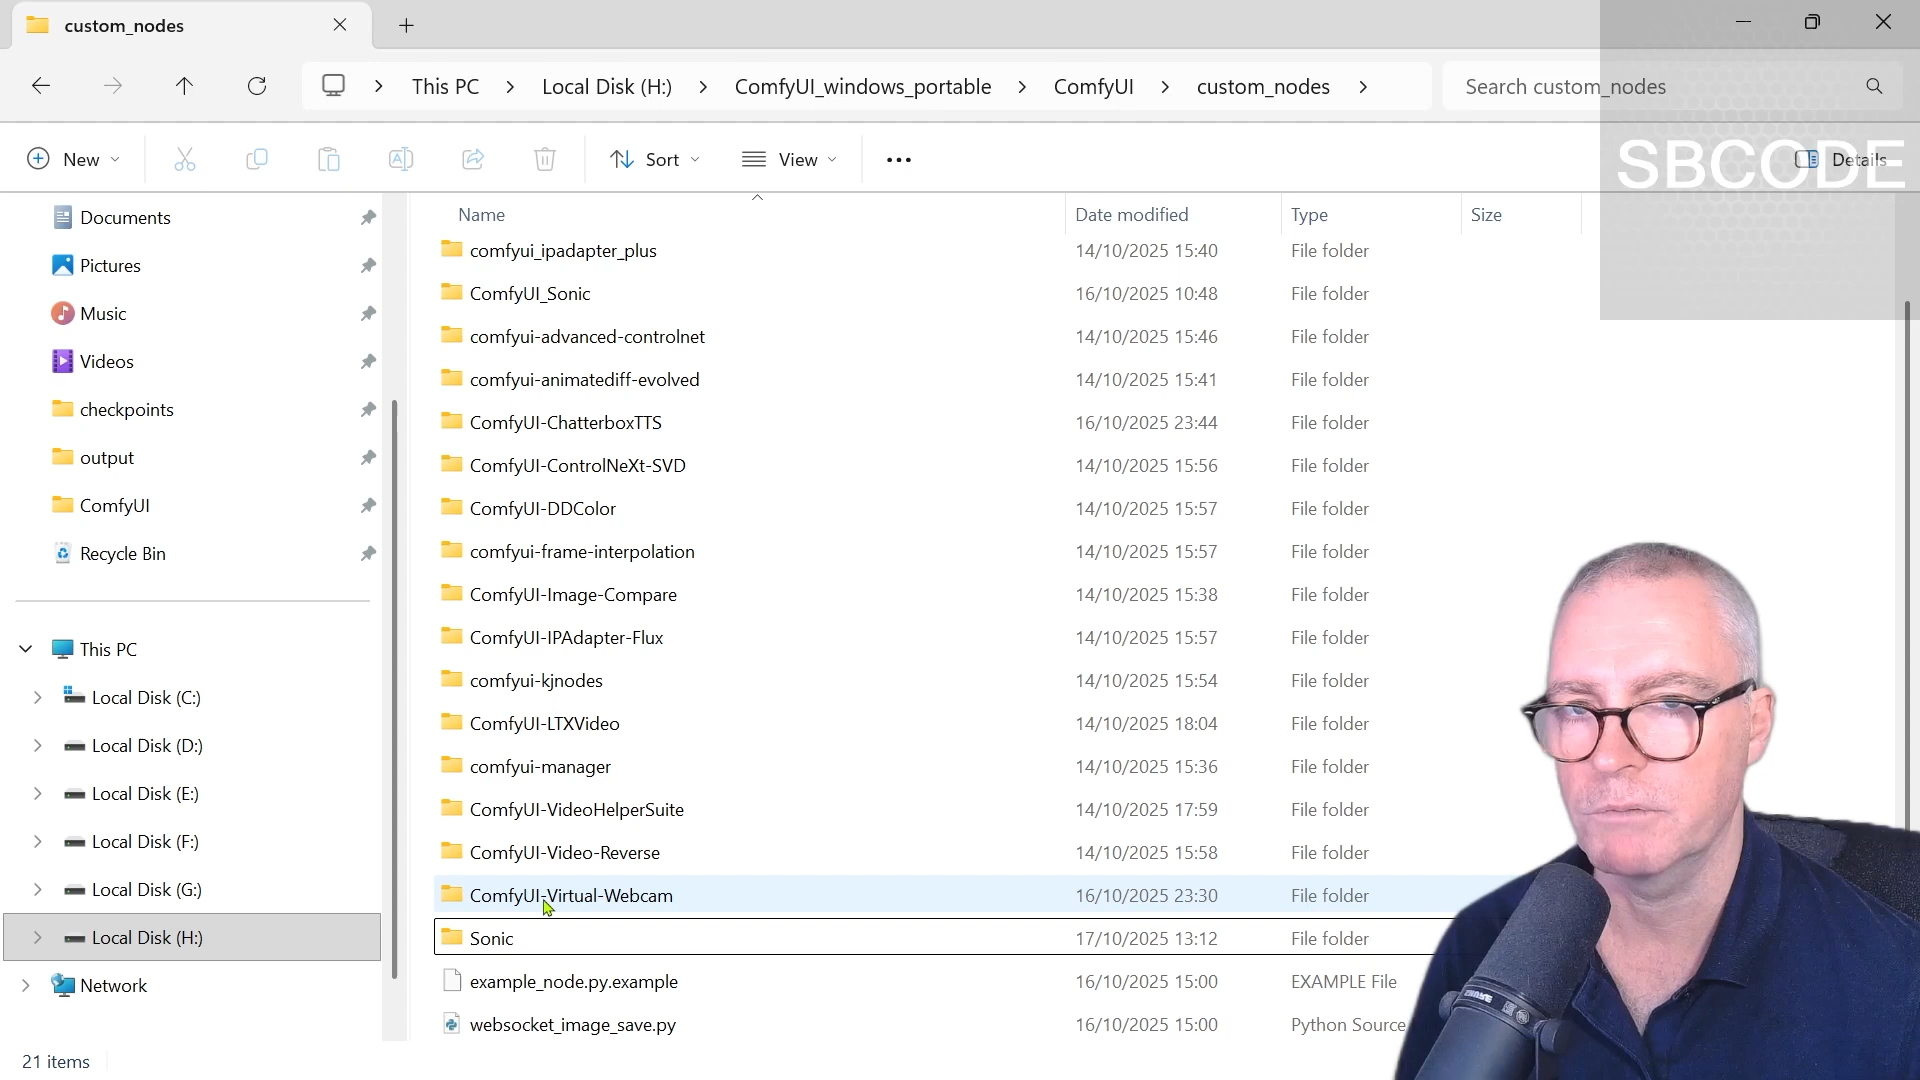 custom_nodes
This PC > Local Disk (H:) > ComfyUI_windows_portable > ComfyUI > custom_nodes >
Search custom_nodes
New
Sort
View
Details
SBCODE
Documents
Pictures
Music
Videos
checkpoints
output
ComfyUI
Recycle Bin
This PC
Local Disk (C:)
Local Disk (D:)
Local Disk (E:)
Local Disk (F:)
Local Disk (G:)
Local Disk (H:)
Network
Name Date modified Type Size
comfyui_ipadapter_plus 14/10/2025 15:40 File folder
ComfyUI_Sonic 16/10/2025 10:48 File folder
comfyui-advanced-controlnet 14/10/2025 15:46 File folder
comfyui-animatediff-evolved 14/10/2025 15:41 File folder
ComfyUI-ChatterboxTTS 16/10/2025 23:44 File folder
ComfyUI-ControlNeXt-SVD 14/10/2025 15:56 File folder
ComfyUI-DDColor 14/10/2025 15:57 File folder
comfyui-frame-interpolation 14/10/2025 15:57 File folder
ComfyUI-Image-Compare 14/10/2025 15:38 File folder
ComfyUI-IPAdapter-Flux 14/10/2025 15:57 File folder
comfyui-kjnodes 14/10/2025 15:54 File folder
ComfyUI-LTXVideo 14/10/2025 18:04 File folder
comfyui-manager 14/10/2025 15:36 File folder
ComfyUI-VideoHelperSuite 14/10/2025 17:59 File folder
ComfyUI-Video-Reverse 14/10/2025 15:58 File folder
ComfyUI-Virtual-Webcam 16/10/2025 23:30 File folder
Sonic 17/10/2025 13:12 File folder
example_node.py.example 16/10/2025 15:00 EXAMPLE File
websocket_image_save.py 16/10/2025 15:00 Python Source
21 items